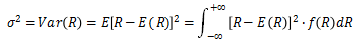 σ² = Var(R) = E[R − E(R)]² = ∫₋∞⁺∞ [R − E(R)]² · f(R)dR